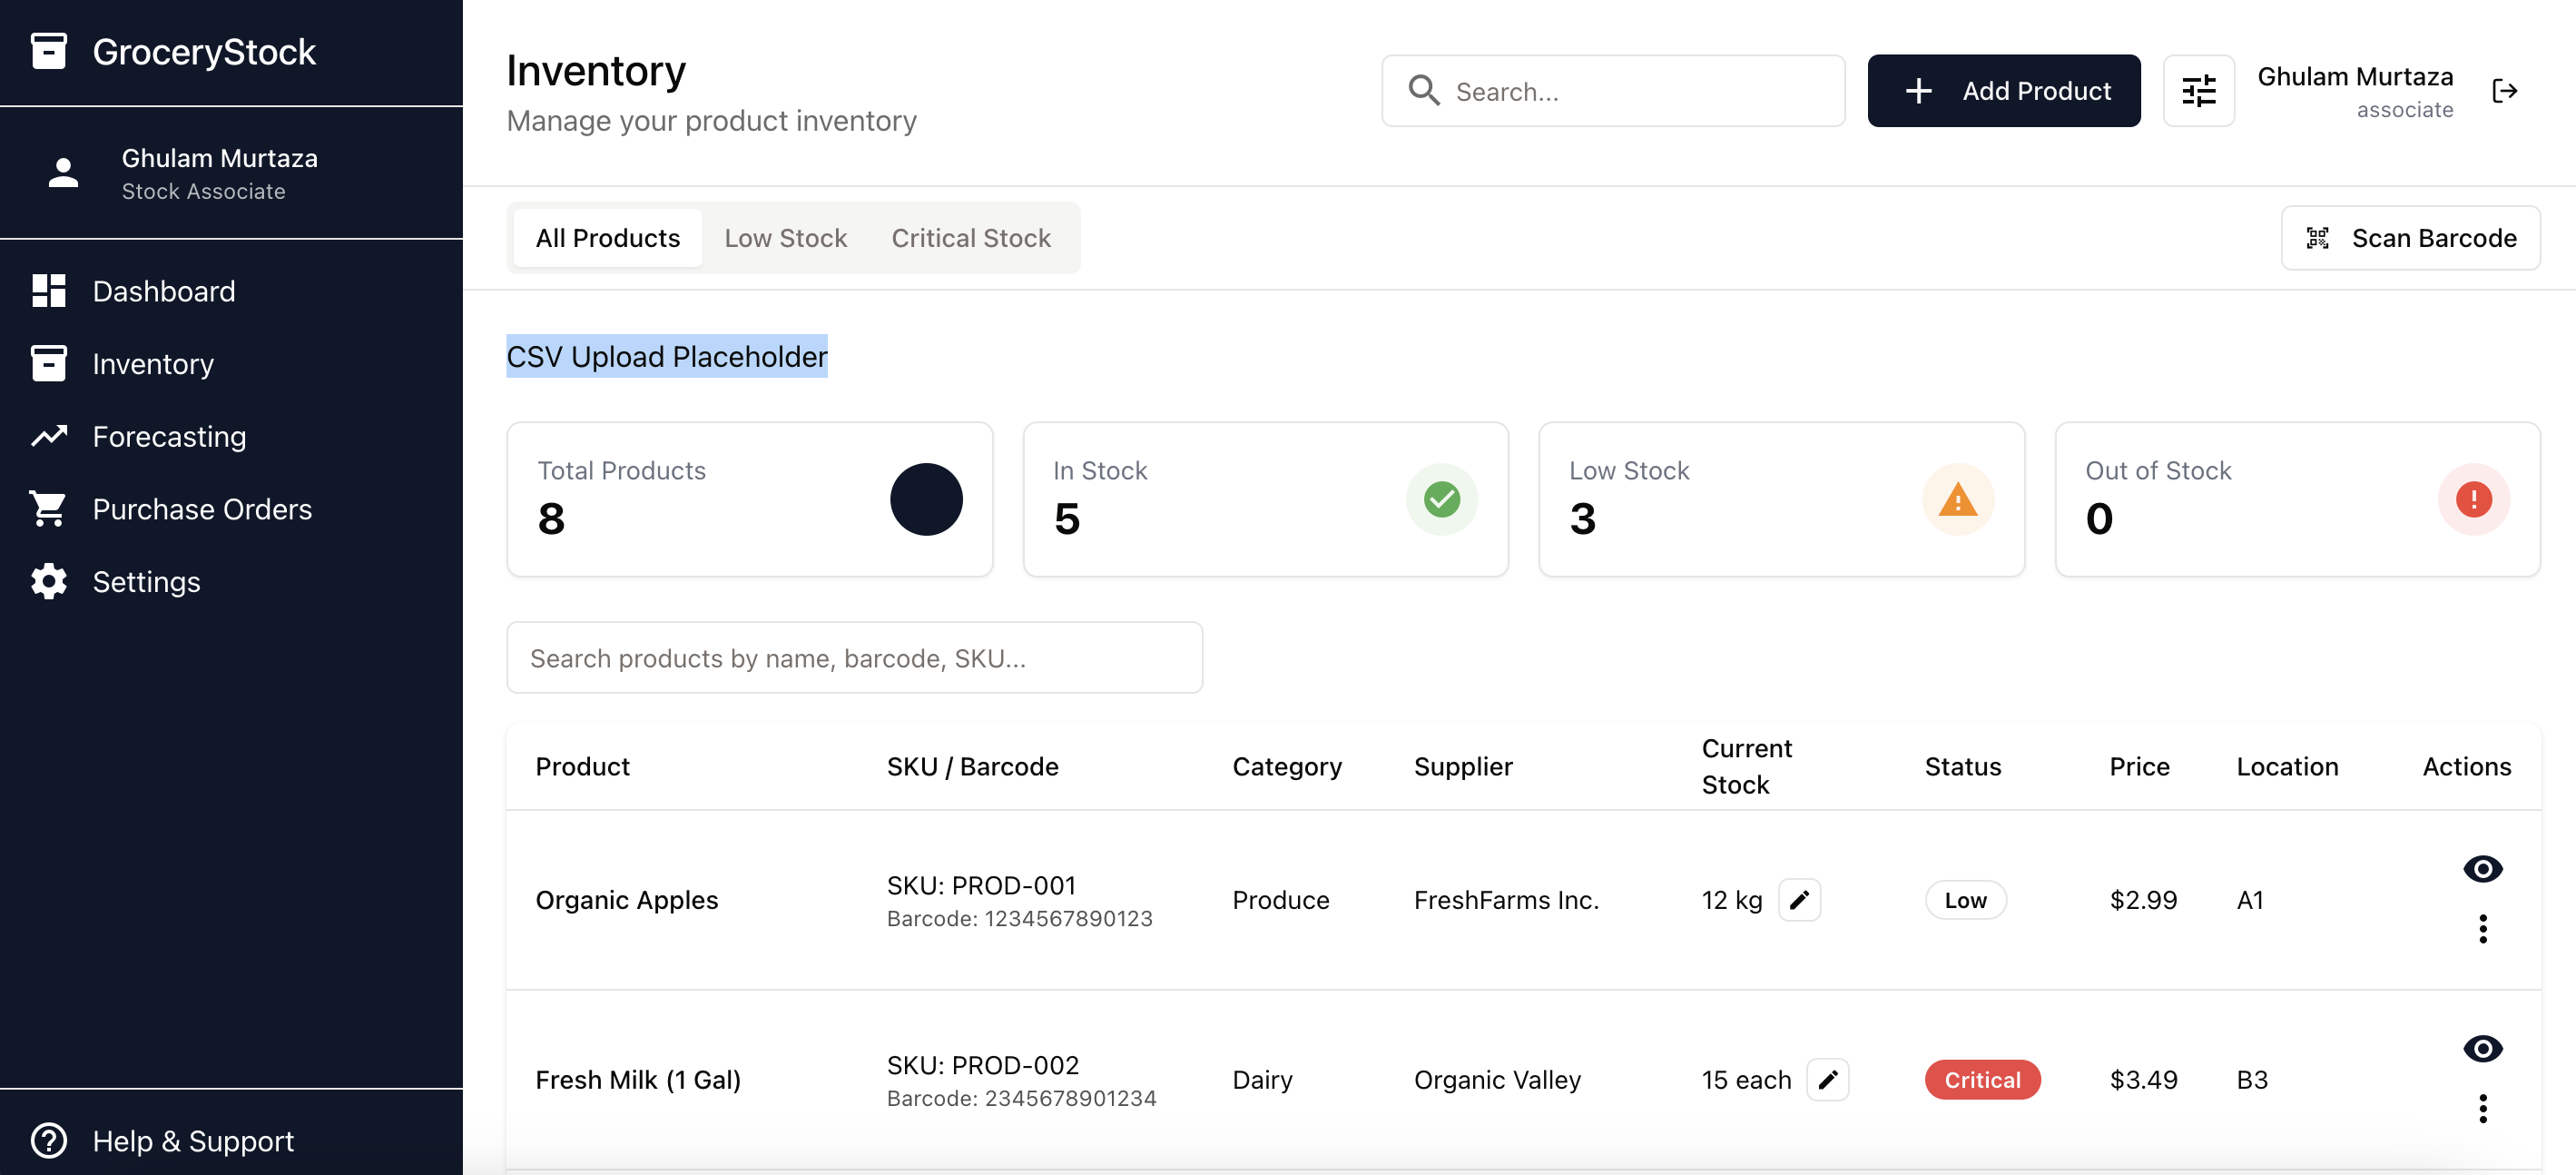 GroceryStock
Ghulam Murtaza
Stock Associate
Dashboard
Inventory
Forecasting
Purchase Orders
Settings
Help & Support
Inventory
Manage your product inventory
Search...
Add Product
Ghulam Murtaza
associate
All Products Low Stock Critical Stock
Scan Barcode
CSV Upload Placeholder
Total Products
8
In Stock
5
Low Stock
3
Out of Stock
0
Search products by name, barcode, SKU...
Product SKU / Barcode Category Supplier Current Stock Status Price Location Actions
Organic Apples SKU: PROD-001 Produce FreshFarms Inc. 12 kg Low $2.99 A1
Barcode: 1234567890123
Fresh Milk (1 Gal) SKU: PROD-002 Dairy Organic Valley 15 each Critical $3.49 B3
Barcode: 2345678901234